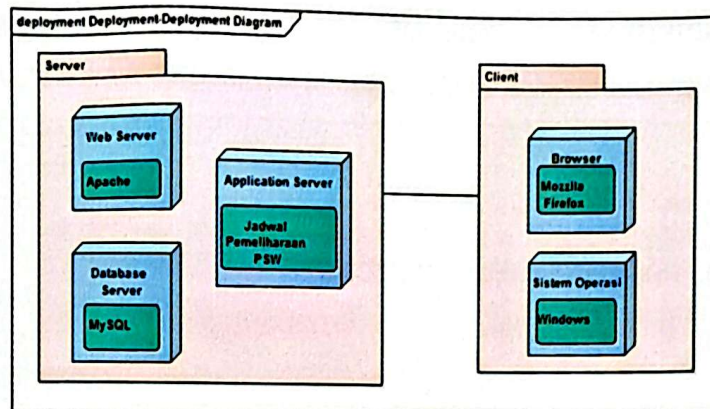 deployment Deployment-Deployment Diagram
Server
Web Server
Apache
Application Server
Jadwal
Pemeliharaan
PSW
Database
Server
MySQL
Client
Browser
Mozzila
Firefox
Sistem Operasi
Windows